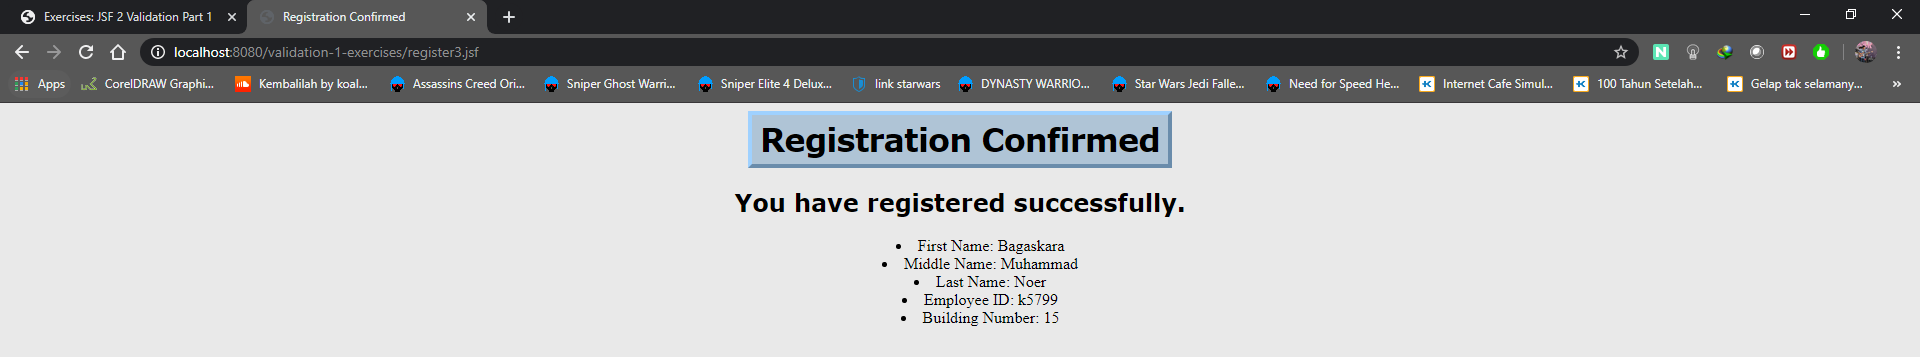 Exercises: JSF 2 Validation Part 1
Registration Confirmed
localhost:8080/validation-1-exercises/register3.jsf
Apps CorelDRAW Graphi... Kembalilah by koal... Assassins Creed Ori... Sniper Ghost Warri... Sniper Elite 4 Delux... link starwars DYNASTY WARRIO... Star Wars Jedi Falle... Need for Speed He... Internet Cafe Simul... 100 Tahun Setelah... Gelap tak selamany...
Registration Confirmed
You have registered successfully.
• First Name: Bagaskara
• Middle Name: Muhammad
• Last Name: Noer
• Employee ID: k5799
• Building Number: 15